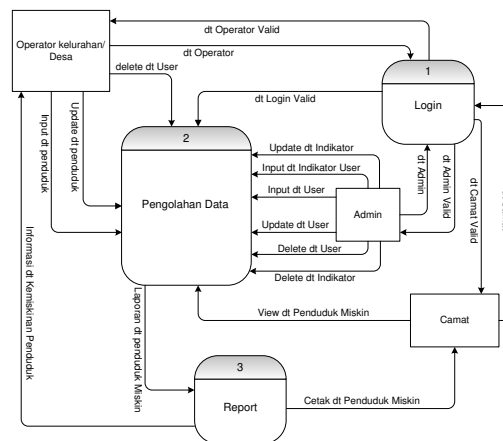 dt Operator Valid
Operator kelurahan/
Desa
dt Operator
delete dt User
1
Login
dt Login Valid
Update dt penduduk
Input dt penduduk
2
Pengolahan Data
Update dt Indikator
Input dt Indikator User
Input dt User
Update dt User
Delete dt User
Delete dt Indikator
Admin
dt Admin
dt Admin Valid
dt Camat Valid
Informasi dt Kemiskinan Penduduk
Laporan dt penduduk Miskin
View dt Penduduk Miskin
Camat
3
Report
Cetak dt Penduduk Miskin